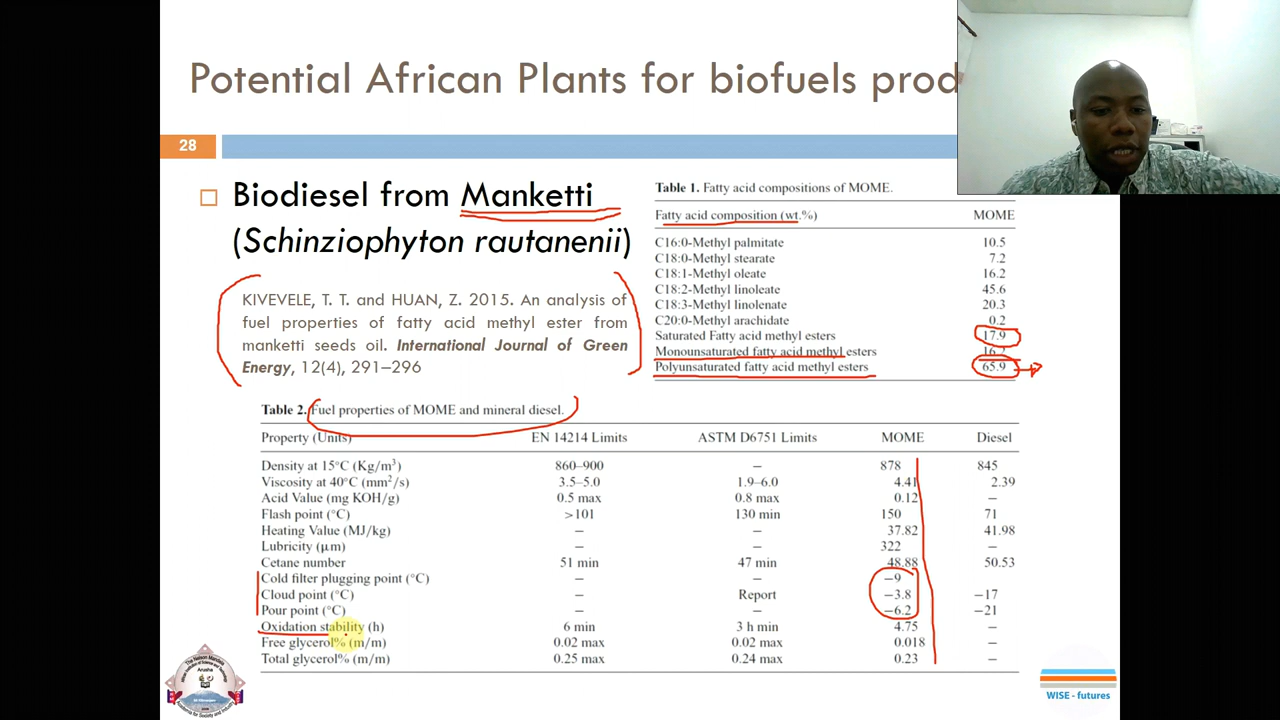 Potential African Plants for biofuels prod
28
Biodiesel from Manketti
(Schinziophyton rautanenii)
KIVEVELE, T. T. and HUAN, Z. 2015. An analysis of
fuel properties of fatty acid methyl ester from
manketti seeds oil. International Journal of Green
Energy, 12(4), 291–296
Table 1. Fatty acid compositions of MOME.
Fatty acid composition (wt.%) MOME
C16:0-Methyl palmitate 10.5
C18:0-Methyl stearate 7.2
C18:1-Methyl oleate 16.2
C18:2-Methyl linoleate 45.6
C18:3-Methyl linolenate 20.3
C20:0-Methyl arachidate 0.2
Saturated Fatty acid methyl esters 17.9
Monounsaturated fatty acid methyl esters 16.2
Polyunsaturated fatty acid methyl esters 65.9
Table 2. Fuel properties of MOME and mineral diesel.
Property (Units) EN 14214 Limits ASTM D6751 Limits MOME Diesel
Density at 15°C (Kg/m³) 860–900 – 878 845
Viscosity at 40°C (mm²/s) 3.5–5.0 1.9–6.0 4.41 2.39
Acid Value (mg KOH/g) 0.5 max 0.8 max 0.12 –
Flash point (°C) >101 130 min 150 71
Heating Value (MJ/kg) – – 37.82 41.98
Lubricity (μm) – – 322 –
Cetane number 51 min 47 min 48.88 50.53
Cold filter plugging point (°C) – – −9
Cloud point (°C) – Report −3.8 −17
Pour point (°C) – – −6.2 −21
Oxidation stability (h) 6 min 3 h min 4.75 –
Free glycerol% (m/m) 0.02 max 0.02 max 0.018 –
Total glycerol% (m/m) 0.25 max 0.24 max 0.23 –
The Nelson Mandela
Arusha
WISE - futures